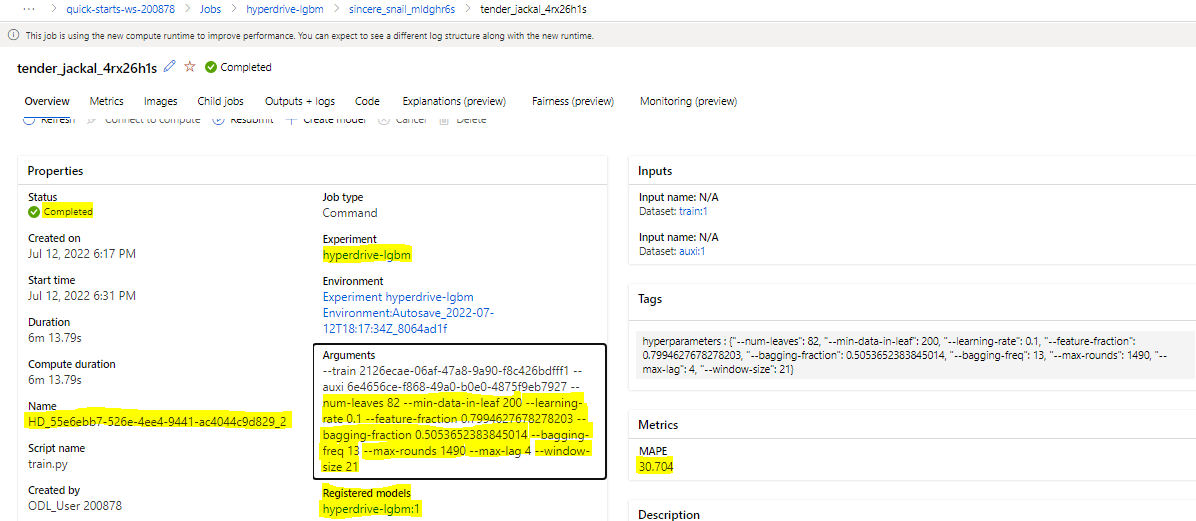 ··· > quick-starts-ws-200878 > Jobs > hyperdrive-lgbm > sincere_snail_mldghr6s > tender_jackal_4rx26h1s
This job is using the new compute runtime to improve performance. You can expect to see a different log structure along with the new runtime.
tender_jackal_4rx26h1s Completed
Overview Metrics Images Child jobs Outputs + logs Code Explanations (preview) Fairness (preview) Monitoring (preview)
Refresh Connect to compute Resubmit Create model Cancel Delete
Properties
Status
Completed
Created on
Jul 12, 2022 6:17 PM
Start time
Jul 12, 2022 6:31 PM
Duration
6m 13.79s
Compute duration
6m 13.79s
Name
HD_55e6ebb7-526e-4ee4-9441-ac4044c9d829_2
Script name
train.py
Created by
ODL_User 200878
Job type
Command
Experiment
hyperdrive-lgbm
Environment
Experiment hyperdrive-lgbm
Environment:Autosave_2022-07-
12T18:17:34Z_8064ad1f
Arguments
--train 2126ecae-06af-47a8-9a90-f8c426bdfff1 --
auxi 6e4656ce-f868-49a0-b0e0-4875f9eb7927 --
num-leaves 82 --min-data-in-leaf 200 --learning-
rate 0.1 --feature-fraction 0.7994627678278203 --
bagging-fraction 0.5053652383845014 --bagging-
freq 13 --max-rounds 1490 --max-lag 4 --window-
size 21
Registered models
hyperdrive-lgbm:1
Inputs
Input name: N/A
Dataset: train:1
Input name: N/A
Dataset: auxi:1
Tags
hyperparameters : {"--num-leaves": 82, "--min-data-in-leaf": 200, "--learning-rate": 0.1, "--feature-fraction":
0.7994627678278203, "--bagging-fraction": 0.5053652383845014, "--bagging-freq": 13, "--max-rounds": 1490, "--
max-lag": 4, "--window-size": 21}
Metrics
MAPE
30.704
Description